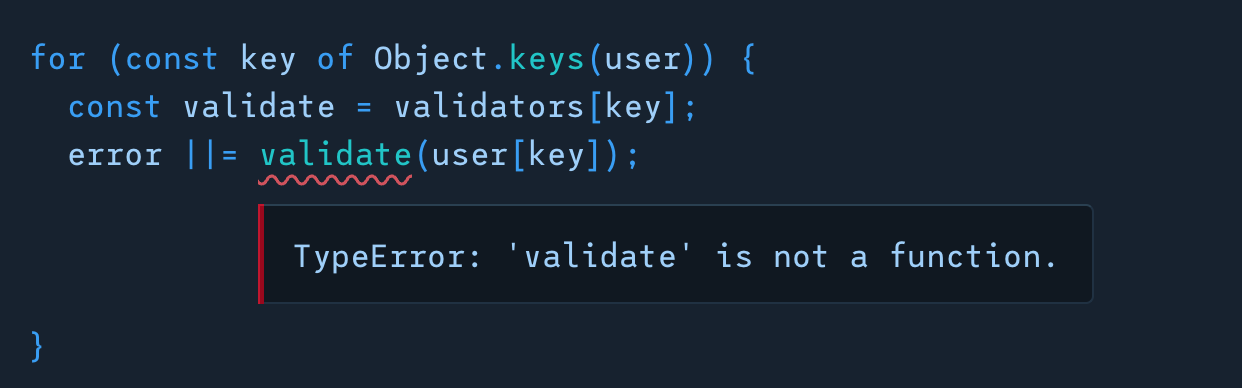 for (const key of Object.keys(user)) {
  const validate = validators[key];
  error ||= validate(user[key]);
TypeError: 'validate' is not a function.
}